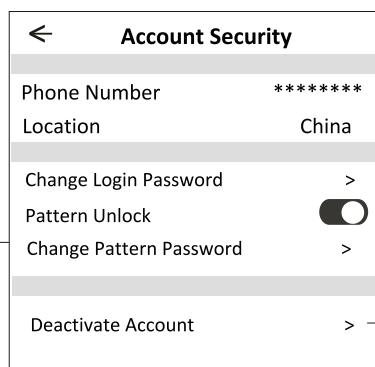 Account Security
Phone Number ********
Location China
Change Login Password >
Pattern Unlock
Change Pattern Password >
Deactivate Account >